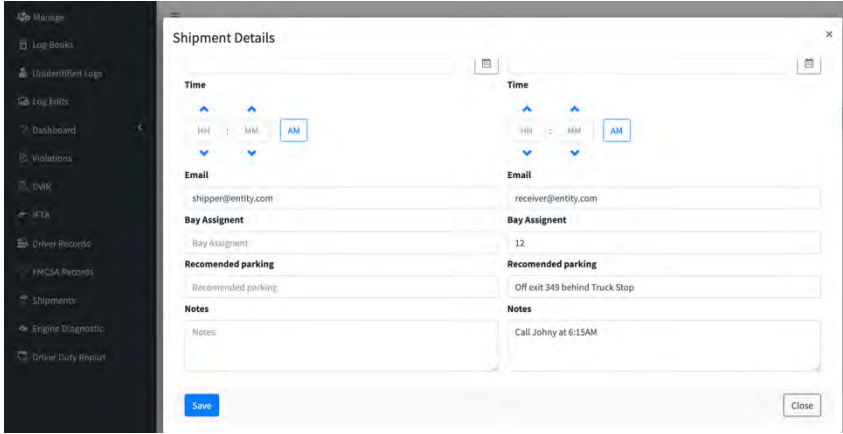 Manage
Log Books
Unidentified Logs
Log Edits
Dashboard
Violations
DVIR
IFTA
Driver Records
FMCSA Records
Shipments
Engine Diagnostic
Driver Duty Report
Shipment Details
×
Time
HH : MM AM
Email
shipper@entity.com
Bay Assignent
Bay Assignent
Recomended parking
Recomended parking
Notes
Notes
Time
HH : MM AM
Email
receiver@entity.com
Bay Assignent
12
Recomended parking
Off exit 349 behind Truck Stop
Notes
Call Johny at 6:15AM
Save
Close